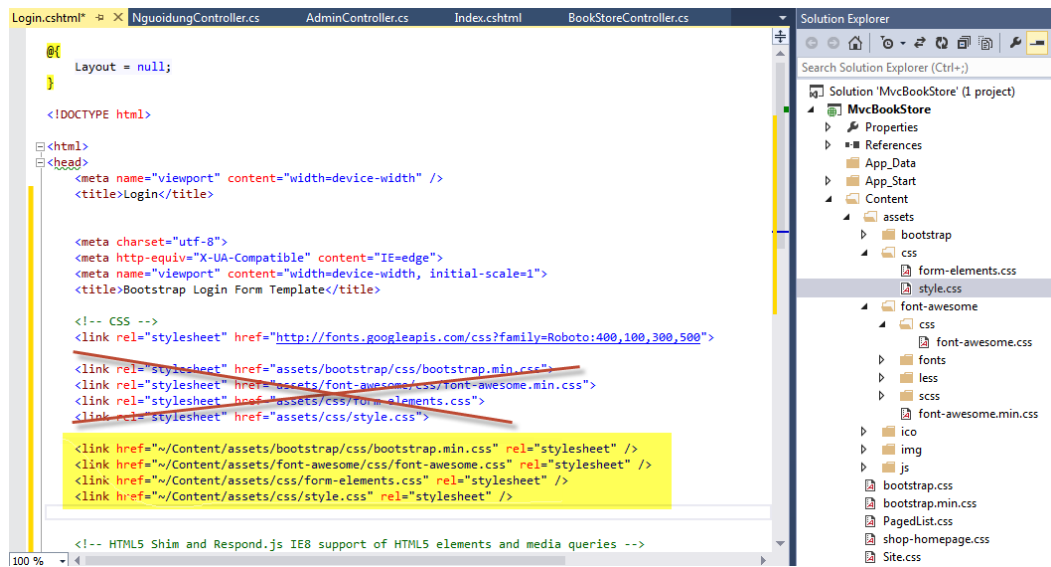 Login.cshtml* NguoidungController.cs AdminController.cs Index.cshtml BookStoreController.cs
@{
Layout = null;
}
<!DOCTYPE html>
<html>
<head>
<meta name="viewport" content="width=device-width" />
<title>Login</title>
<meta charset="utf-8">
<meta http-equiv="X-UA-Compatible" content="IE=edge">
<meta name="viewport" content="width=device-width, initial-scale=1">
<title>Bootstrap Login Form Template</title>
<!-- CSS -->
<link rel="stylesheet" href="http://fonts.googleapis.com/css?family=Roboto:400,100,300,500">
<link rel="stylesheet" href="assets/bootstrap/css/bootstrap.min.css">
<link rel="stylesheet" href="assets/font-awesome/css/font-awesome.min.css">
<link rel="stylesheet" href="assets/css/form-elements.css">
<link rel="stylesheet" href="assets/css/style.css">
<link href="~/Content/assets/bootstrap/css/bootstrap.min.css" rel="stylesheet" />
<link href="~/Content/assets/font-awesome/css/font-awesome.css" rel="stylesheet" />
<link href="~/Content/assets/css/form-elements.css" rel="stylesheet" />
<link href="~/Content/assets/css/style.css" rel="stylesheet" />
<!-- HTML5 Shim and Respond.js IE8 support of HTML5 elements and media queries -->
100 %
Solution Explorer
Search Solution Explorer (Ctrl+;)
Solution 'MvcBookStore' (1 project)
MvcBookStore
Properties
References
App_Data
App_Start
Content
assets
bootstrap
css
form-elements.css
style.css
font-awesome
css
font-awesome.css
fonts
less
scss
font-awesome.min.css
ico
img
js
bootstrap.css
bootstrap.min.css
PagedList.css
shop-homepage.css
Site.css